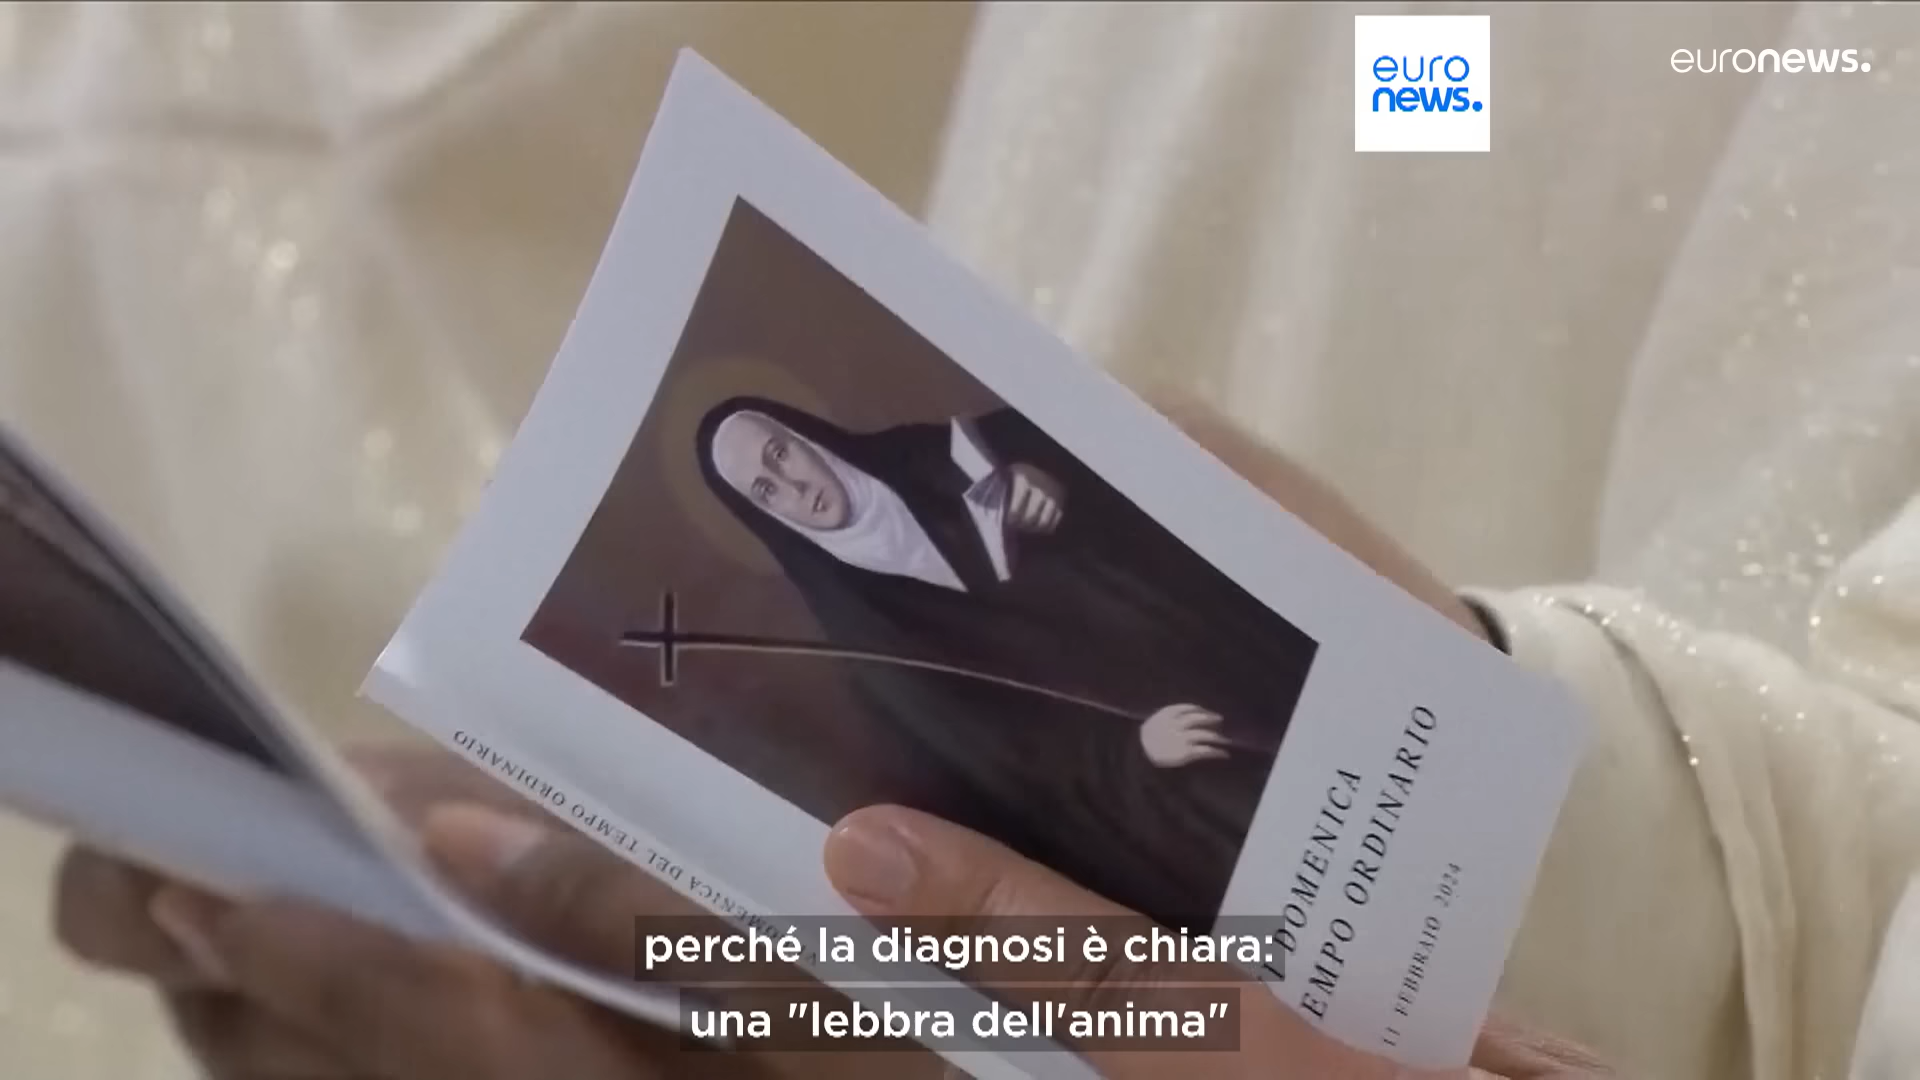 euro
news.
euronews.
DOMENICA
EMPO ORDINARIO
11 FEBBRAIO 2024
DOMENICA DEL TEMPO ORDINARIO
perché la diagnosi è chiara:
una "lebbra dell'anima"